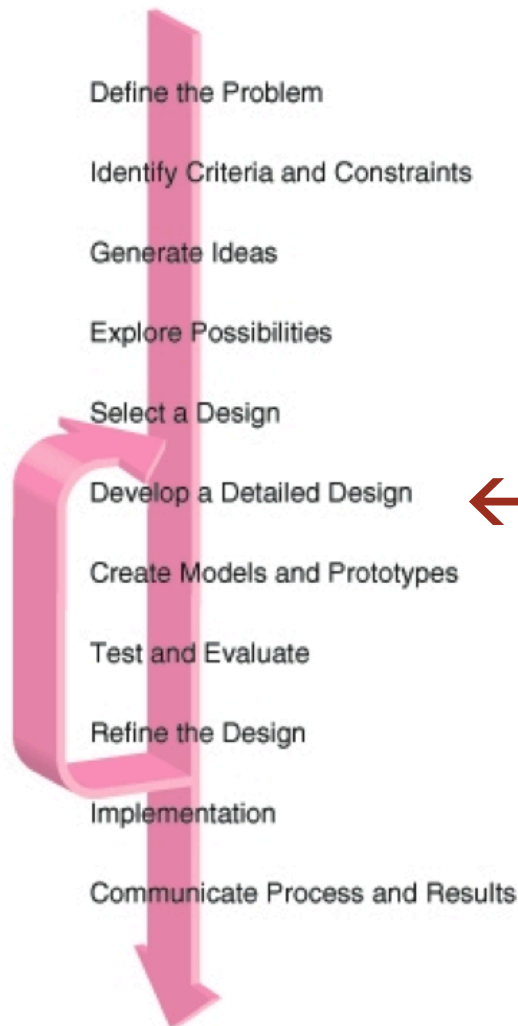 Define the Problem
Identify Criteria and Constraints
Generate Ideas
Explore Possibilities
Select a Design
Develop a Detailed Design
Create Models and Prototypes
Test and Evaluate
Refine the Design
Implementation
Communicate Process and Results